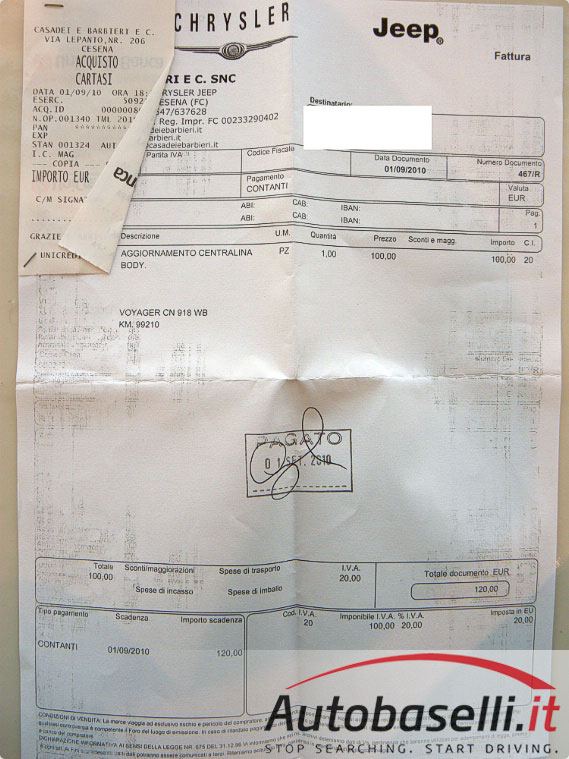 CASADEI E BARBIERI E C.
VIA LEPANTO,NR. 206
CESENA
ACQUISTO
CARTASI
DATA 01/09/10 ORA 18:
ESERC.
ACQ.ID
N.OP.001340 TML
PAN
EXP
STAN 001324 AUT
I.C. MAG
--- COPIA ---
IMPORTO EUR
C/M SIGNA
GRAZIE
UNICREDI
CHRYSLER
Jeep®
Fattura
RI E C. SNC
CHRYSLER JEEP
CESENA (FC)
547/637628
Reg. Impr. FC 00233290402
Destinatario
Partita IVA
Codice Fiscale
Data Documento
Numero Documento
01/09/2010
467/R
Pagamento
CONTANTI
Valuta
EUR
ABI: CAB: IBAN:
ABI: CAB: IBAN:
Pag.
1
Descrizione U.M. Quantità Prezzo Sconti e magg. Importo C.I.
AGGIORNAMENTO CENTRALINA PZ 1,00 100,00 100,00 20
BODY.
VOYAGER CN 918 WB
KM. 99210
PAGATO
01 SET. 2010
Totale Sconti/maggiorazioni Spese di trasporto I.V.A. Totale documento EUR
100,00 20,00
Spese di incasso Spese di imballo 120,00
Tipo pagamento Scadenza Importo scadenza Cod. I.V.A. Imponibile I.V.A. % I.V.A. Imposta in EU
20 100,00 20,00 20,00
CONTANTI 01/09/2010 120,00
Autobaselli.it
STOP SEARCHING. START DRIVING.